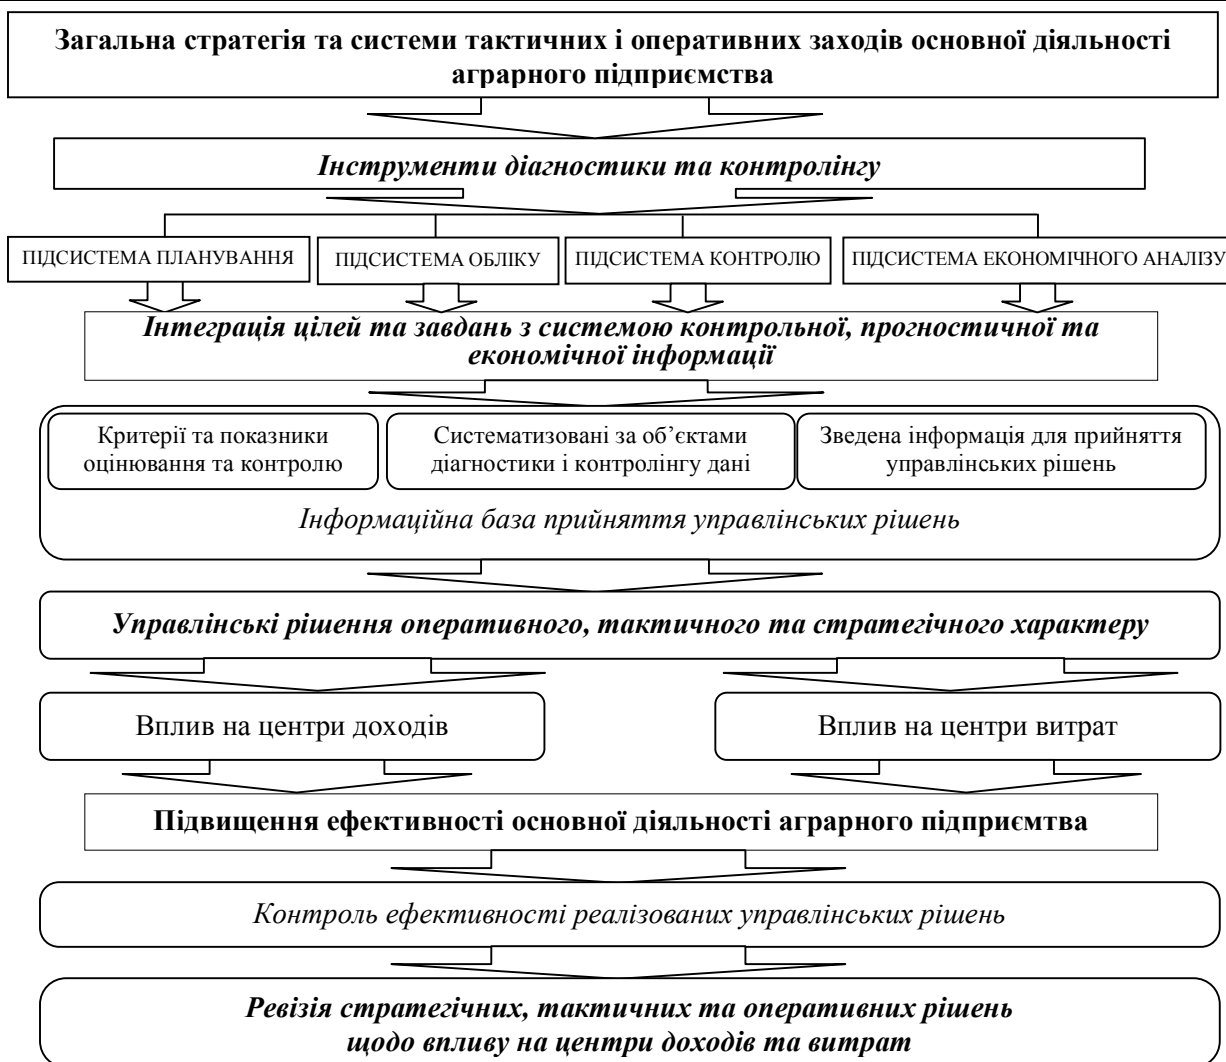 Загальна стратегія та системи тактичних і оперативних заходів основної діяльності
аграрного підприємства
Інструменти діагностики та контролінгу
ПІДСИСТЕМА ПЛАНУВАННЯ
ПІДСИСТЕМА ОБЛІКУ
ПІДСИСТЕМА КОНТРОЛЮ
ПІДСИСТЕМА ЕКОНОМІЧНОГО АНАЛІЗУ
Інтеграція цілей та завдань з системою контрольної, прогностичної та
економічної інформації
Критерії та показники
оцінювання та контролю
Систематизовані за об’єктами
діагностики і контролінгу дані
Зведена інформація для прийняття
управлінських рішень
Інформаційна база прийняття управлінських рішень
Управлінські рішення оперативного, тактичного та стратегічного характеру
Вплив на центри доходів
Вплив на центри витрат
Підвищення ефективності основної діяльності аграрного підприємтва
Контроль ефективності реалізованих управлінських рішень
Ревізія стратегічних, тактичних та оперативних рішень
щодо впливу на центри доходів та витрат